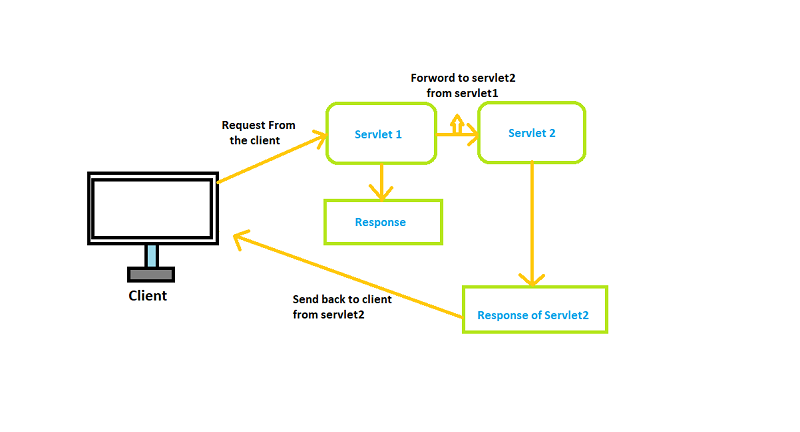 Forword to servlet2
from servlet1
Request From
the client
Servlet 1
Servlet 2
Response
Client
Send back to client
from servlet2
Response of Servlet2